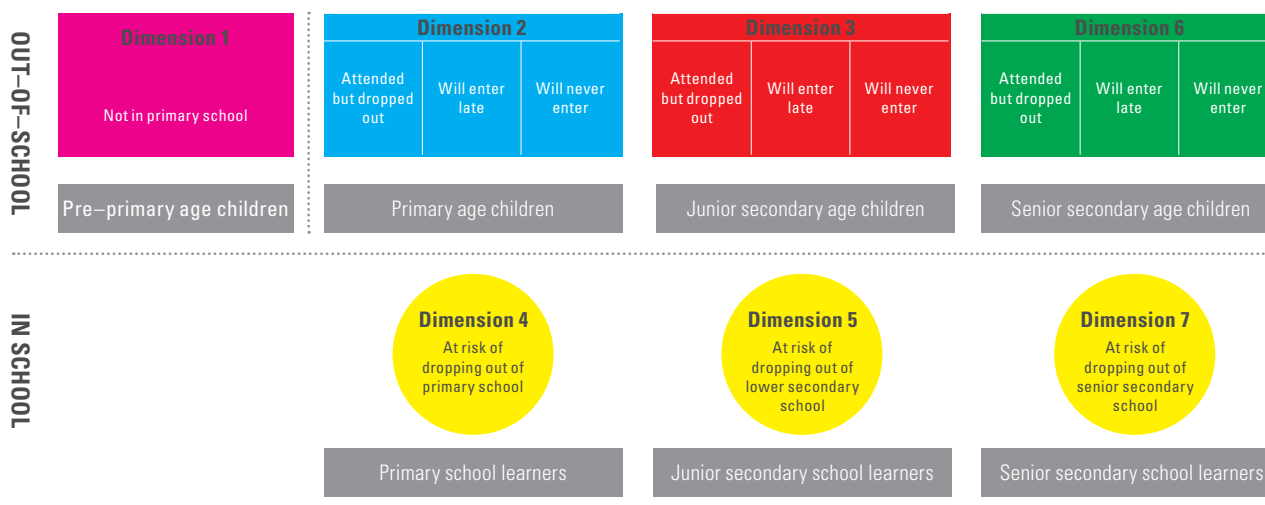 OUT–OF–SCHOOL
Dimension 1
Not in primary school
Pre–primary age children
Dimension 2
Attended
but dropped
out
Will enter
late
Will never
enter
Primary age children
Dimension 3
Attended
but dropped
out
Will enter
late
Will never
enter
Junior secondary age children
Dimension 6
Attended
but dropped
out
Will enter
late
Will never
enter
Senior secondary age children
IN SCHOOL
Dimension 4
At risk of
dropping out of
primary school
Primary school learners
Dimension 5
At risk of
dropping out of
lower secondary
school
Junior secondary school learners
Dimension 7
At risk of
dropping out of
senior secondary
school
Senior secondary school learners